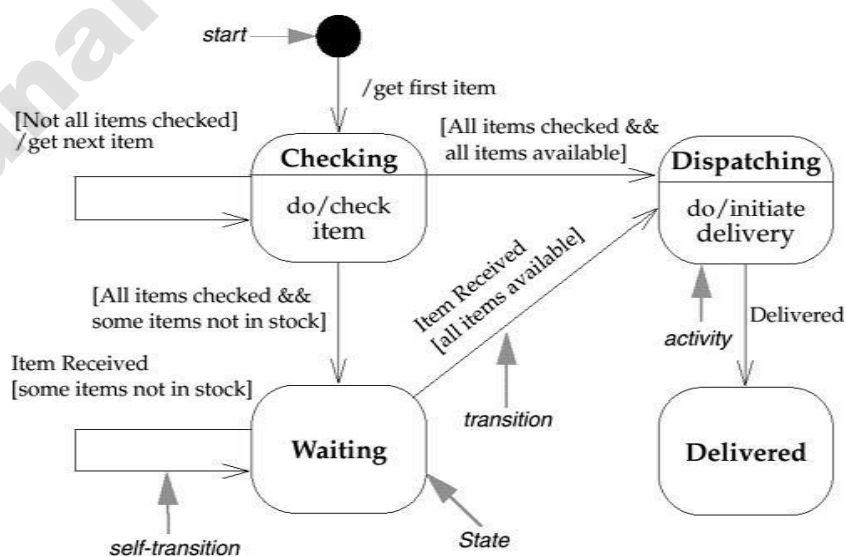 start
/get first item
[Not all items checked]
/get next item
[All items checked &&
all items available]
Checking
do/check
item
Dispatching
do/initiate
delivery
[All items checked &&
some items not in stock]
Item Received
[all items available]
activity
Delivered
Item Received
[some items not in stock]
transition
Waiting
Delivered
self-transition
State